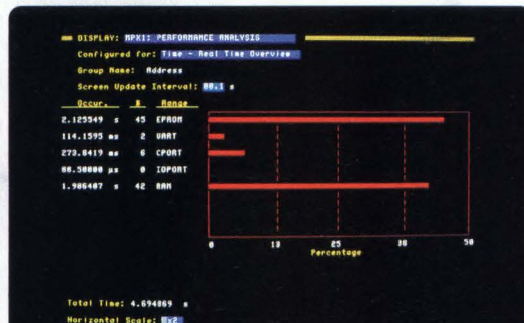 DISPLAY: MPX1: PERFORMANCE ANALYSIS
Configured for: Time - Real Time Overview
Group Name: Address
Screen Update Interval: 00.1 s
Occur. % Range
2.125549 s 45 EPROM
114.1595 ms 2 UART
273.8419 ms 6 CPORT
88.50000 µs 0 IOPORT
1.986407 s 42 RAM
0 13 25 38 50
Percentage
Total Time: 4.694869 s
Horizontal Scale: 0x2